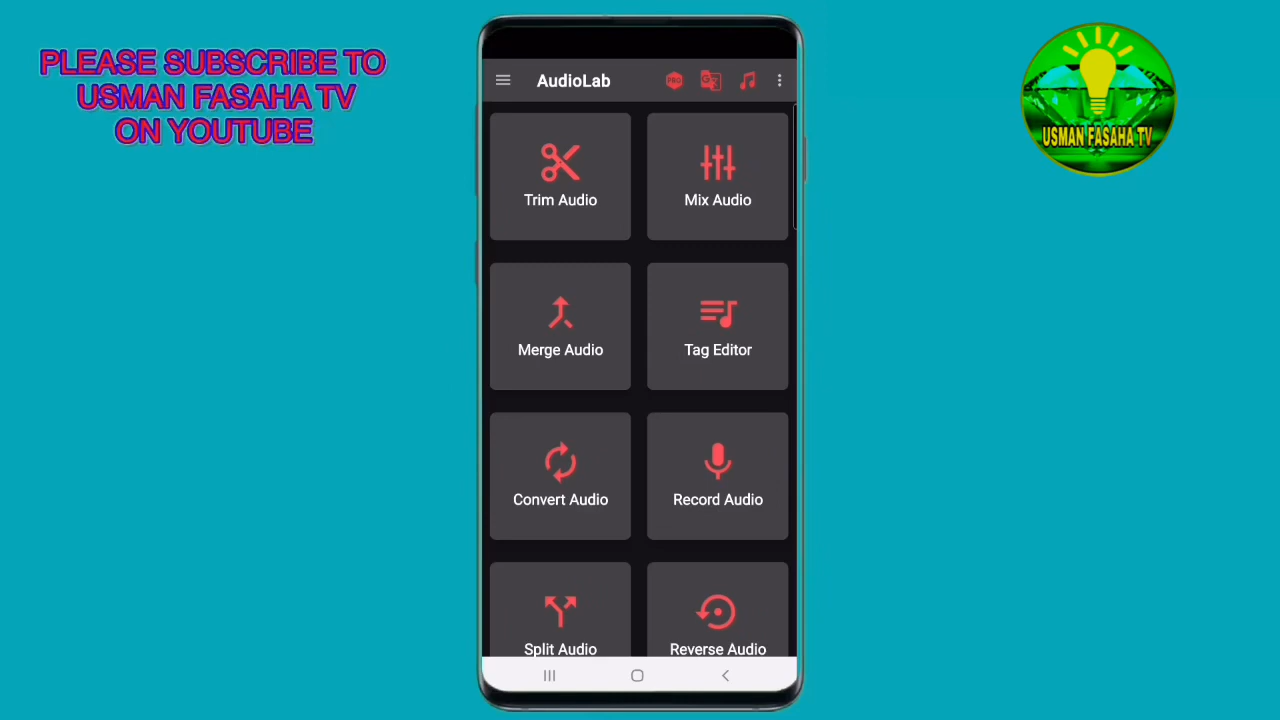 PLEASE SUBSCRIBE TO
USMAN FASAHA TV
ON YOUTUBE
USMAN FASAHA TV
AudioLab
PRO
Trim Audio
Mix Audio
Merge Audio
Tag Editor
Convert Audio
Record Audio
Split Audio
Reverse Audio